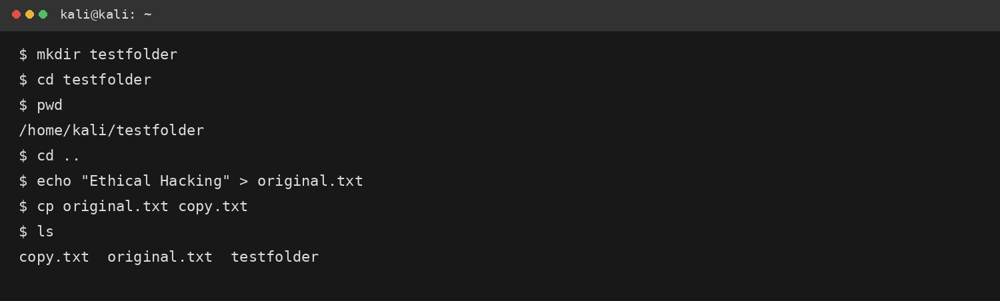 kali@kali: ~
$ mkdir testfolder
$ cd testfolder
$ pwd
/home/kali/testfolder
$ cd ..
$ echo "Ethical Hacking" > original.txt
$ cp original.txt copy.txt
$ ls
copy.txt  original.txt  testfolder